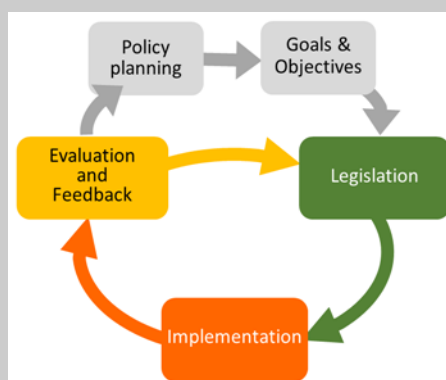 Policy
planning
Goals &
Objectives
Evaluation
and
Feedback
Legislation
Implementation